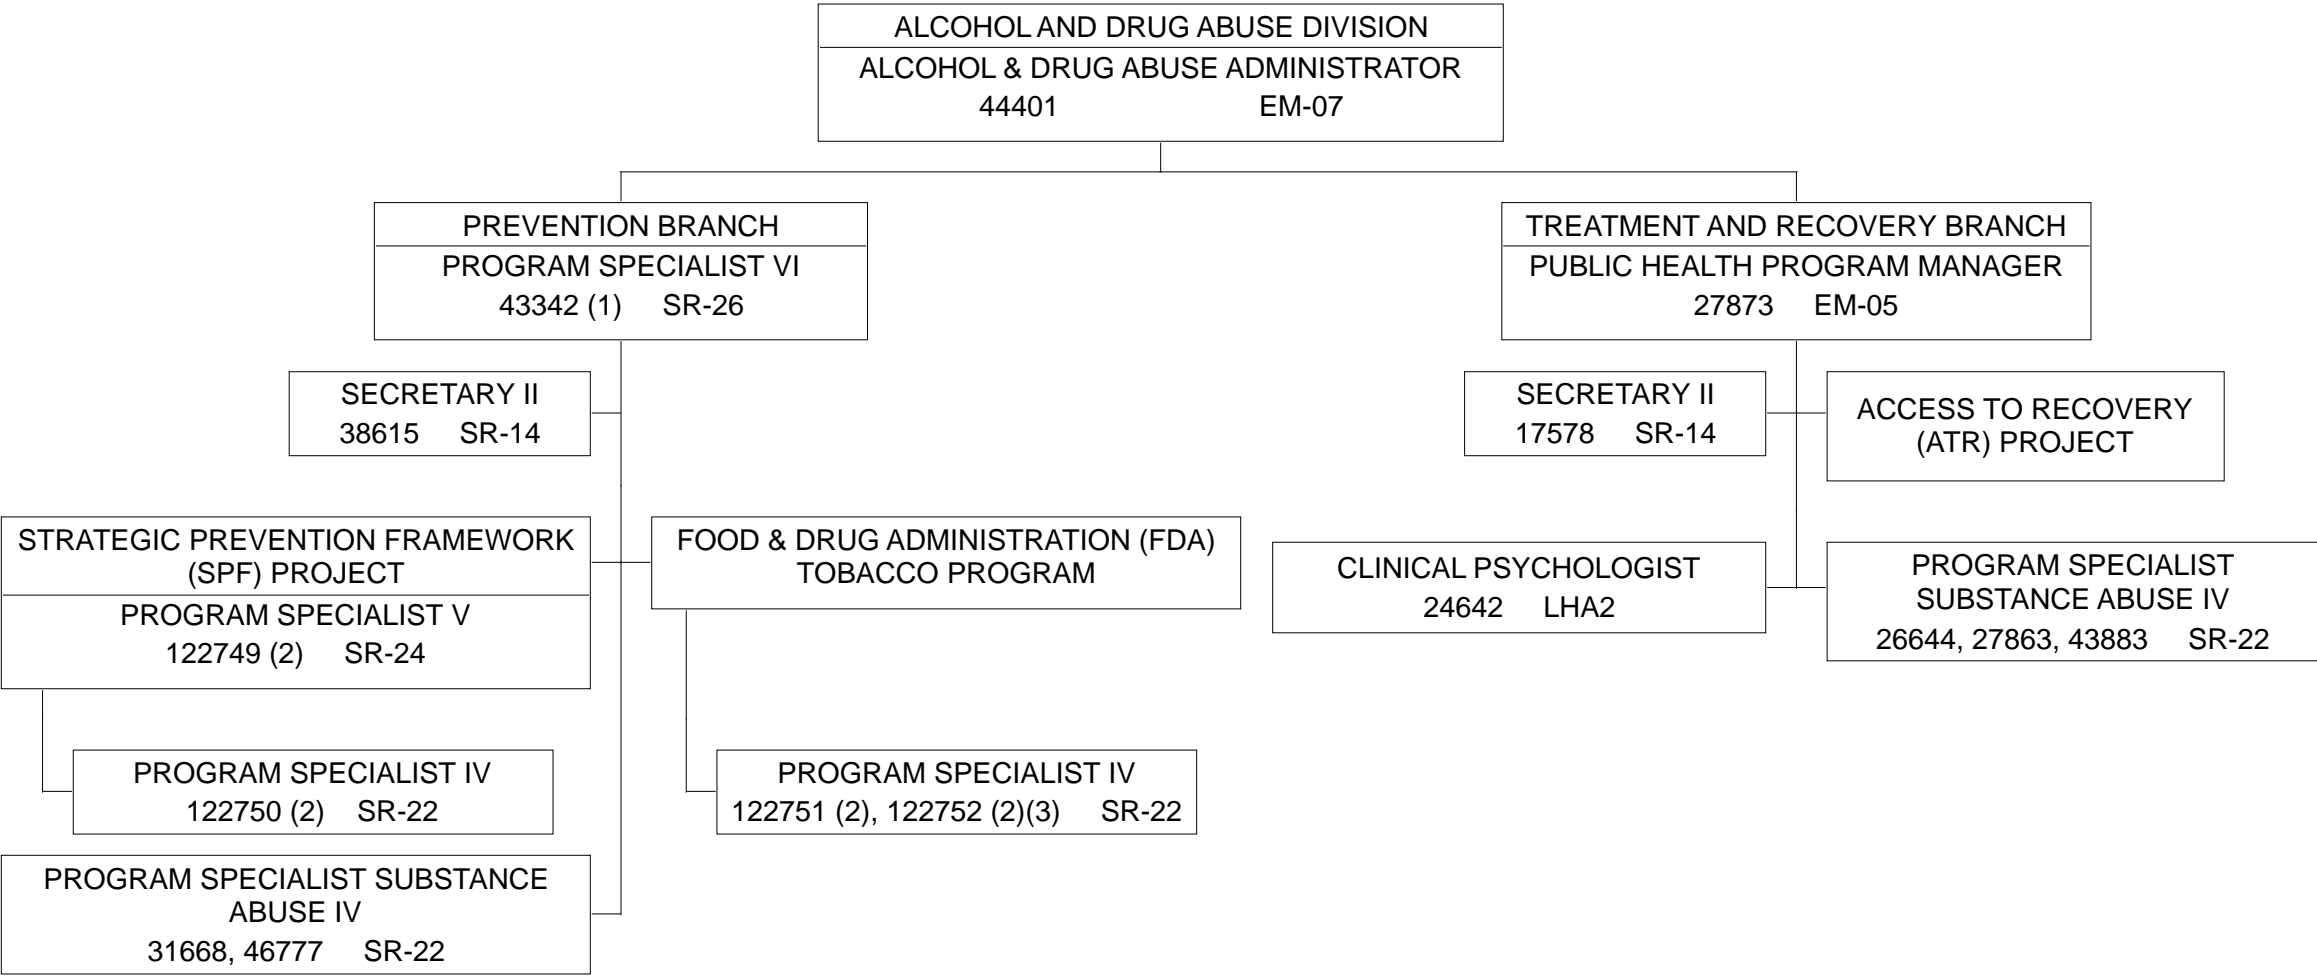 ALCOHOL AND DRUG ABUSE DIVISION
ALCOHOL & DRUG ABUSE ADMINISTRATOR
44401 EM-07
PREVENTION BRANCH
PROGRAM SPECIALIST VI
43342 (1) SR-26
TREATMENT AND RECOVERY BRANCH
PUBLIC HEALTH PROGRAM MANAGER
27873 EM-05
SECRETARY II
38615 SR-14
SECRETARY II
17578 SR-14
ACCESS TO RECOVERY
(ATR) PROJECT
STRATEGIC PREVENTION FRAMEWORK
(SPF) PROJECT
PROGRAM SPECIALIST V
122749 (2) SR-24
FOOD & DRUG ADMINISTRATION (FDA)
TOBACCO PROGRAM
CLINICAL PSYCHOLOGIST
24642 LHA2
PROGRAM SPECIALIST
SUBSTANCE ABUSE IV
26644, 27863, 43883 SR-22
PROGRAM SPECIALIST IV
122750 (2) SR-22
PROGRAM SPECIALIST IV
122751 (2), 122752 (2)(3) SR-22
PROGRAM SPECIALIST SUBSTANCE
ABUSE IV
31668, 46777 SR-22